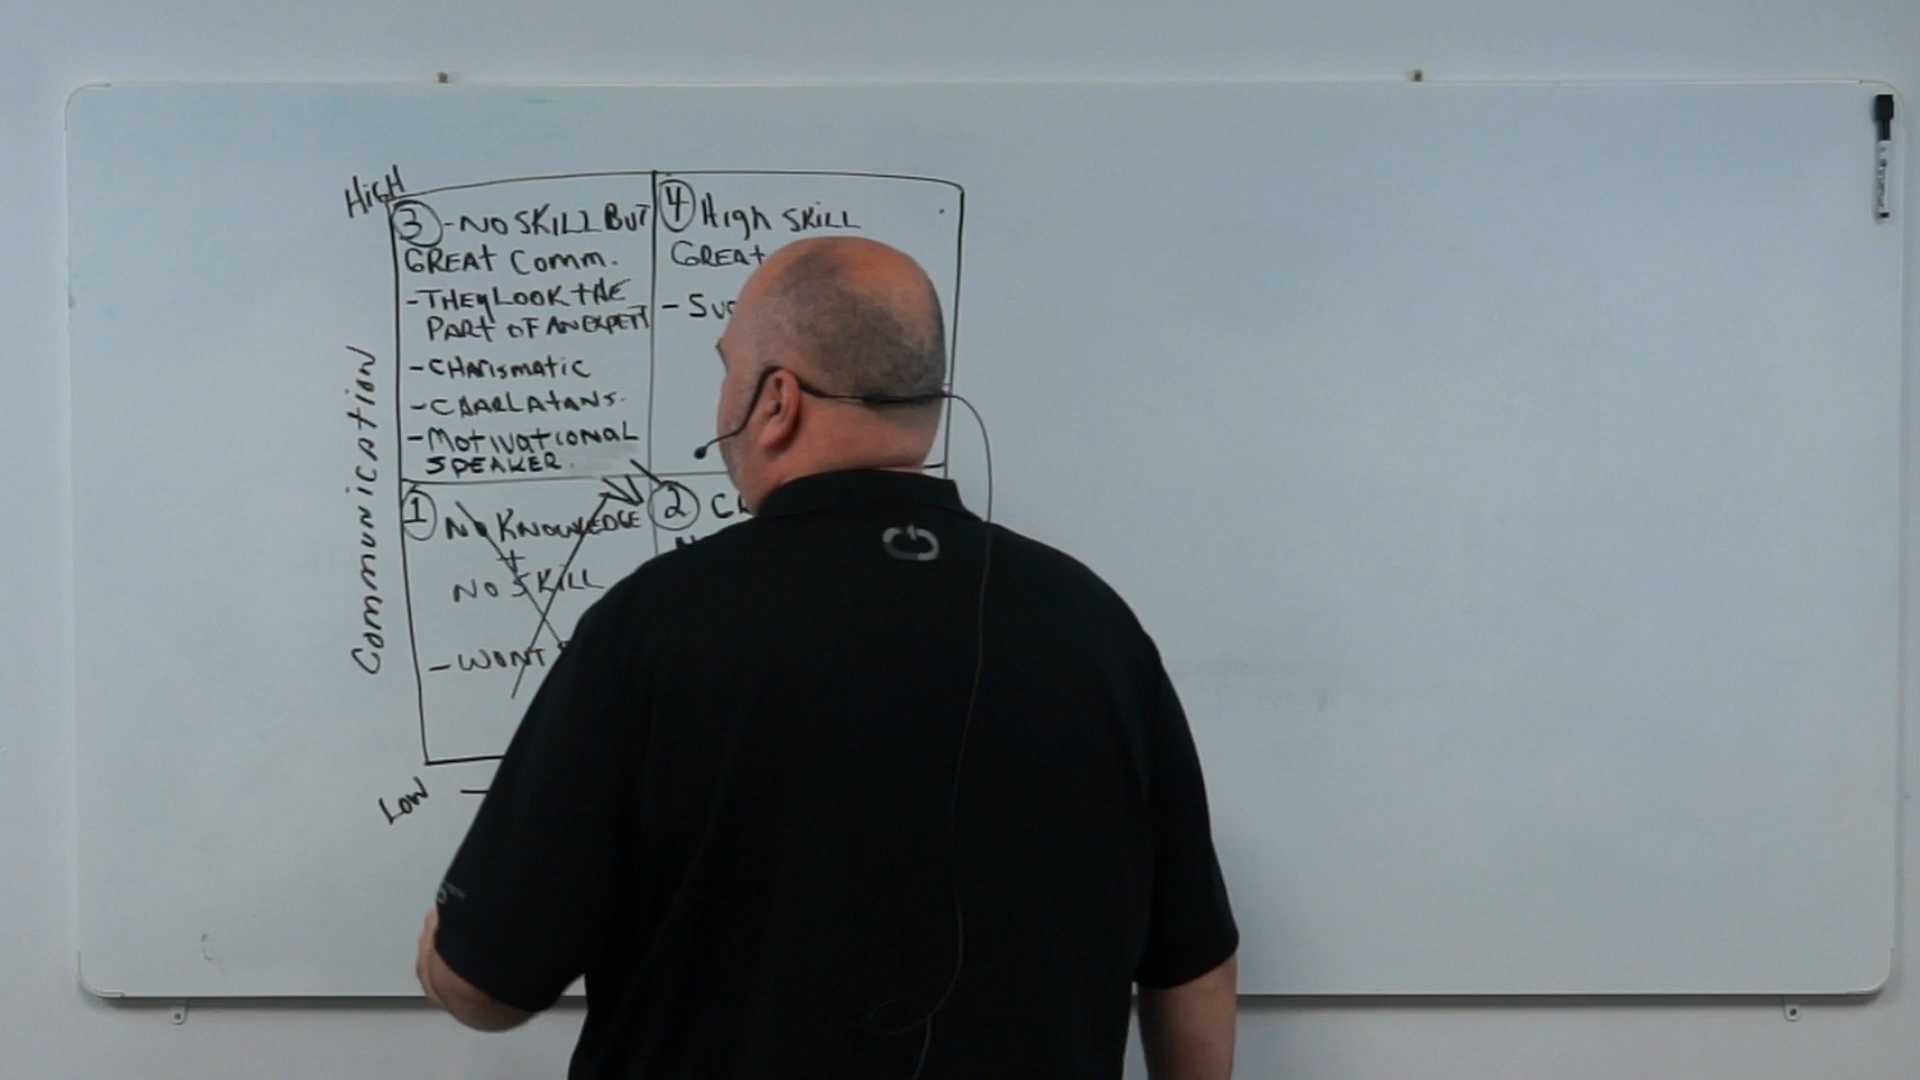 HIGH
3 - NO SKILL BUT
GREAT Comm.
- THEY LOOK THE
PART OF AN EXPERT
- CHARISMATIC
- CHARLATANS.
- MOTIVATIONAL
SPEAKER.
4 High SKILL
GREAT
-
1 NO KNOWLEDGE
+
NO SKILL
- WONT
2
Communication
LOW